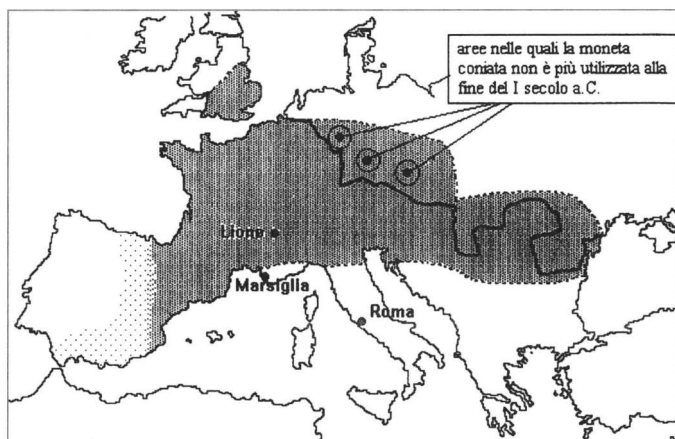 aree nelle quali la moneta
coniata non è più utilizzata alla
fine del I secolo a.C.
Lione
Marsiglia
Roma